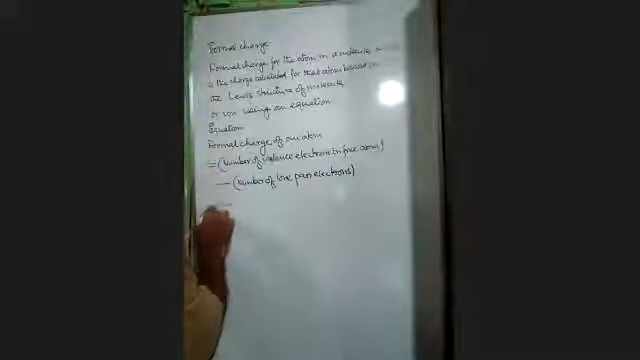 Formal charge
Formal charge for the atom in a molecule or
is the charge calculated for that atom based on
the Lewis structure of molecule
or ion using an equation
Equation
Formal charge of an atom
= (Number of valence electrons in free atom)
— (Number of lone pair electrons)
—